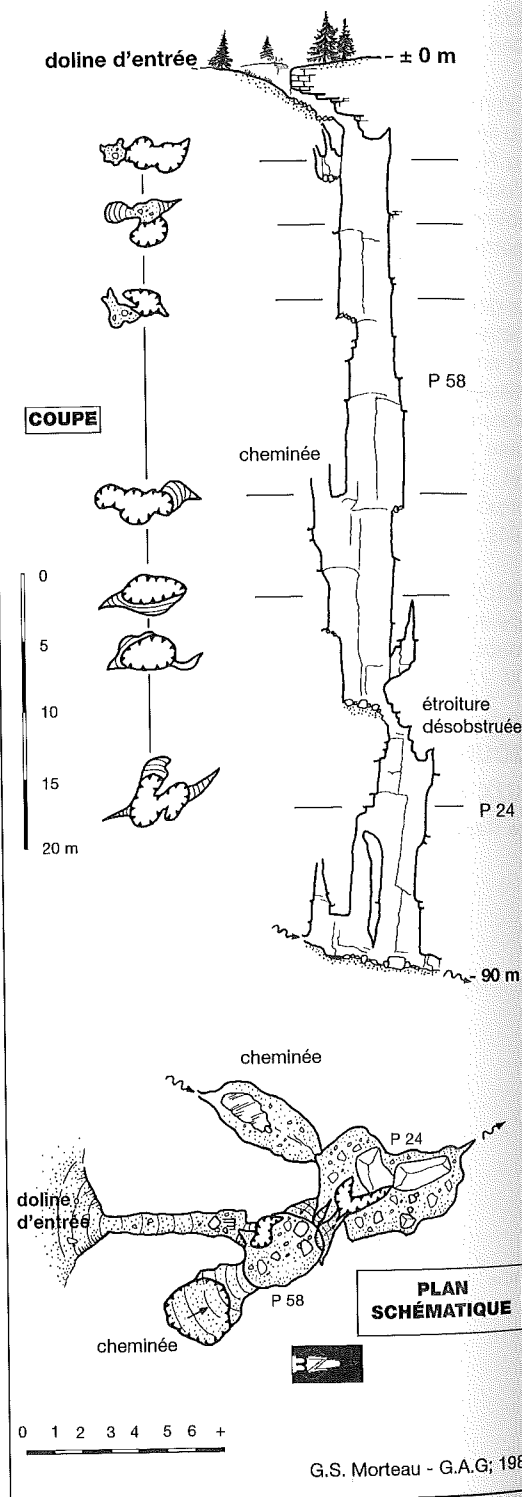 doline d'entrée
± 0 m
P 58
COUPE
cheminée
0
5
10
15
20 m
étroiture
désobstruée
P 24
- 90 m
cheminée
P 24
doline
d'entrée
P 58
cheminée
PLAN
SCHÉMATIQUE
0 1 2 3 4 5 6 +
G.S. Morteau - G.A.G; 198